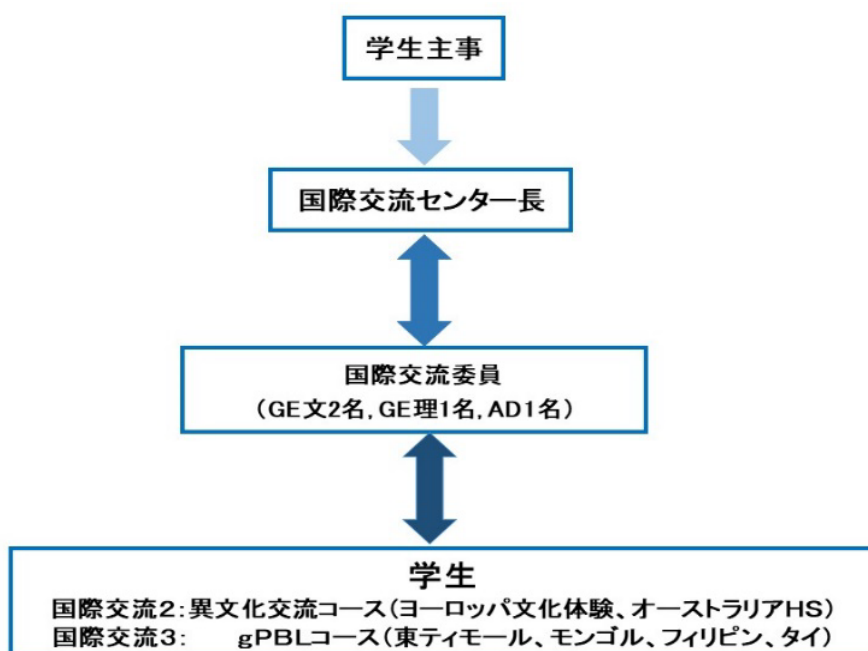 学生主事
国際交流センター長
国際交流委員
（GE文2名，GE理1名，AD1名）
学生
国際交流2：異文化交流コース（ヨーロッパ文化体験、オーストラリアHS）
国際交流3：　gPBLコース（東ティモール、モンゴル、フィリピン、タイ）